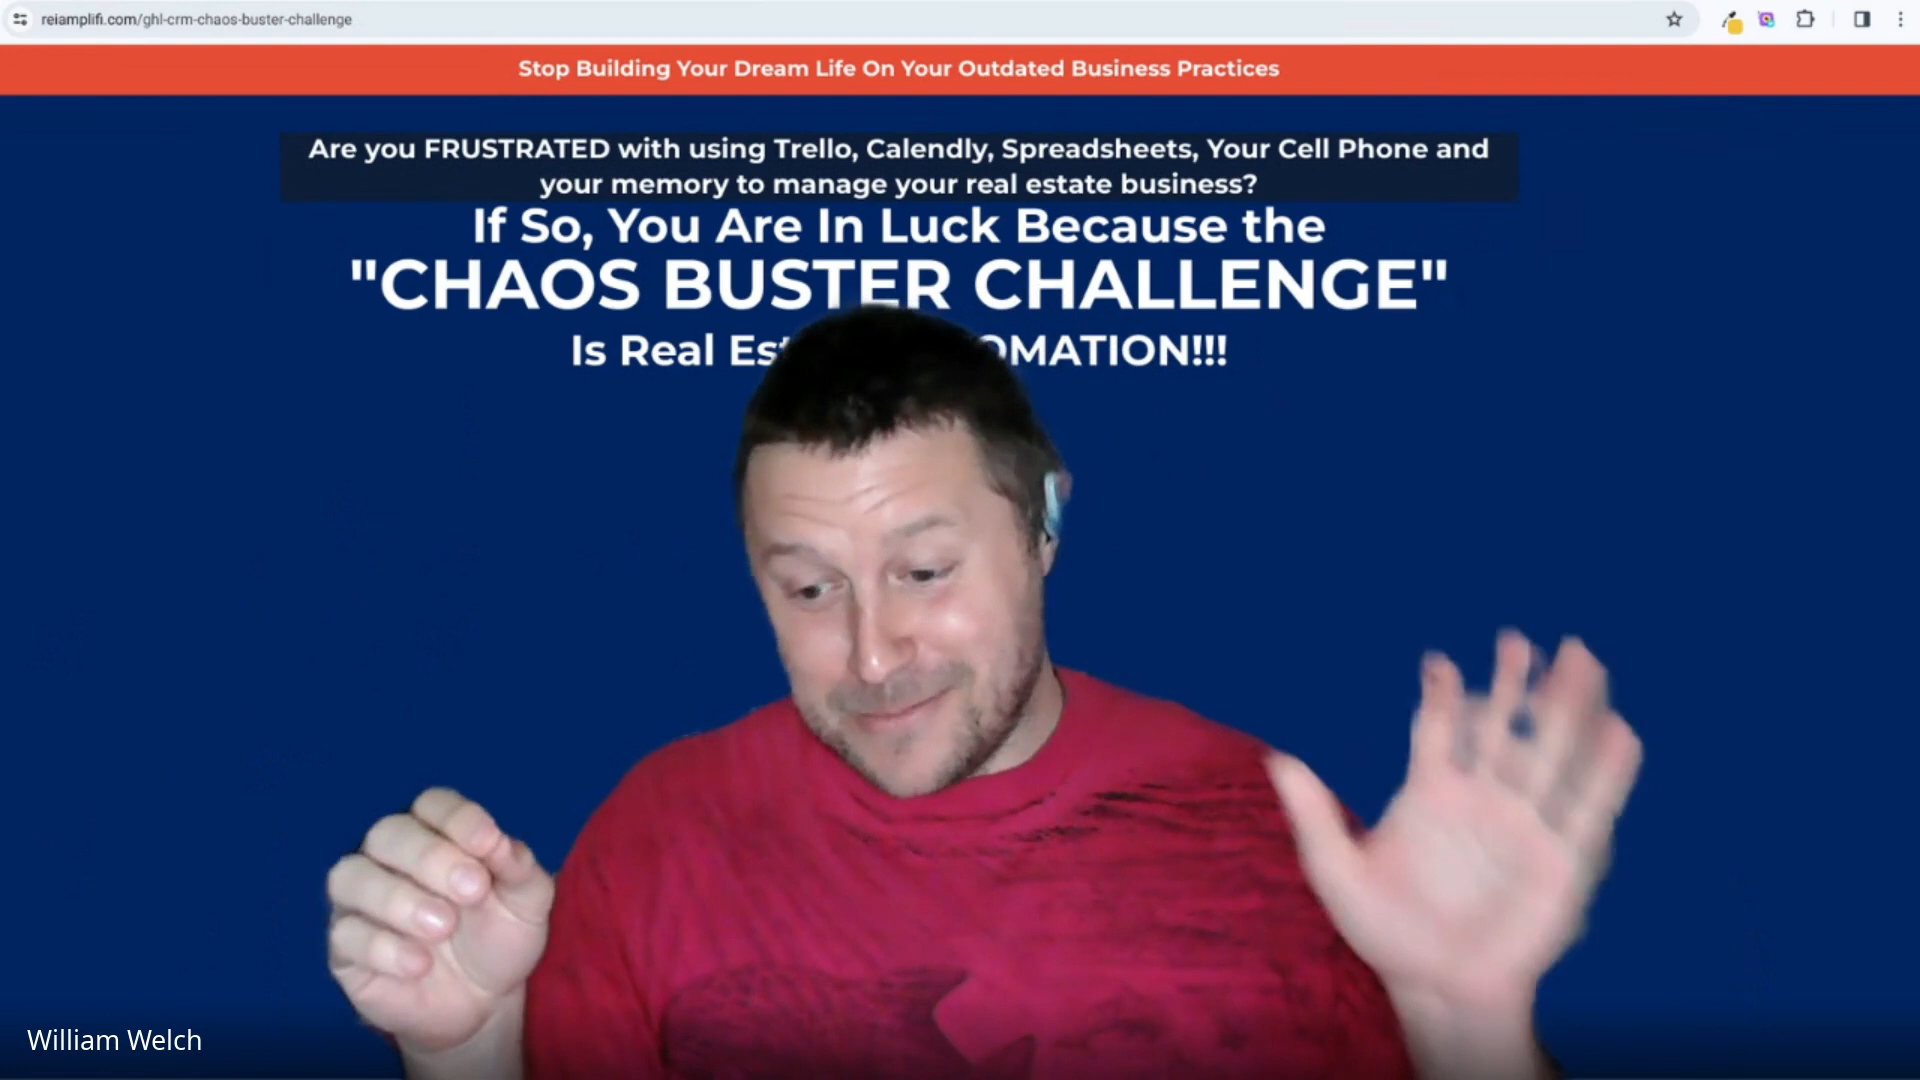 reiamplifi.com/ghl-crm-chaos-buster-challenge
Stop Building Your Dream Life On Your Outdated Business Practices
Are you FRUSTRATED with using Trello, Calendly, Spreadsheets, Your Cell Phone and
your memory to manage your real estate business?
If So, You Are In Luck Because the
"CHAOS BUSTER CHALLENGE"
Is Real Est OMATION!!!
William Welch